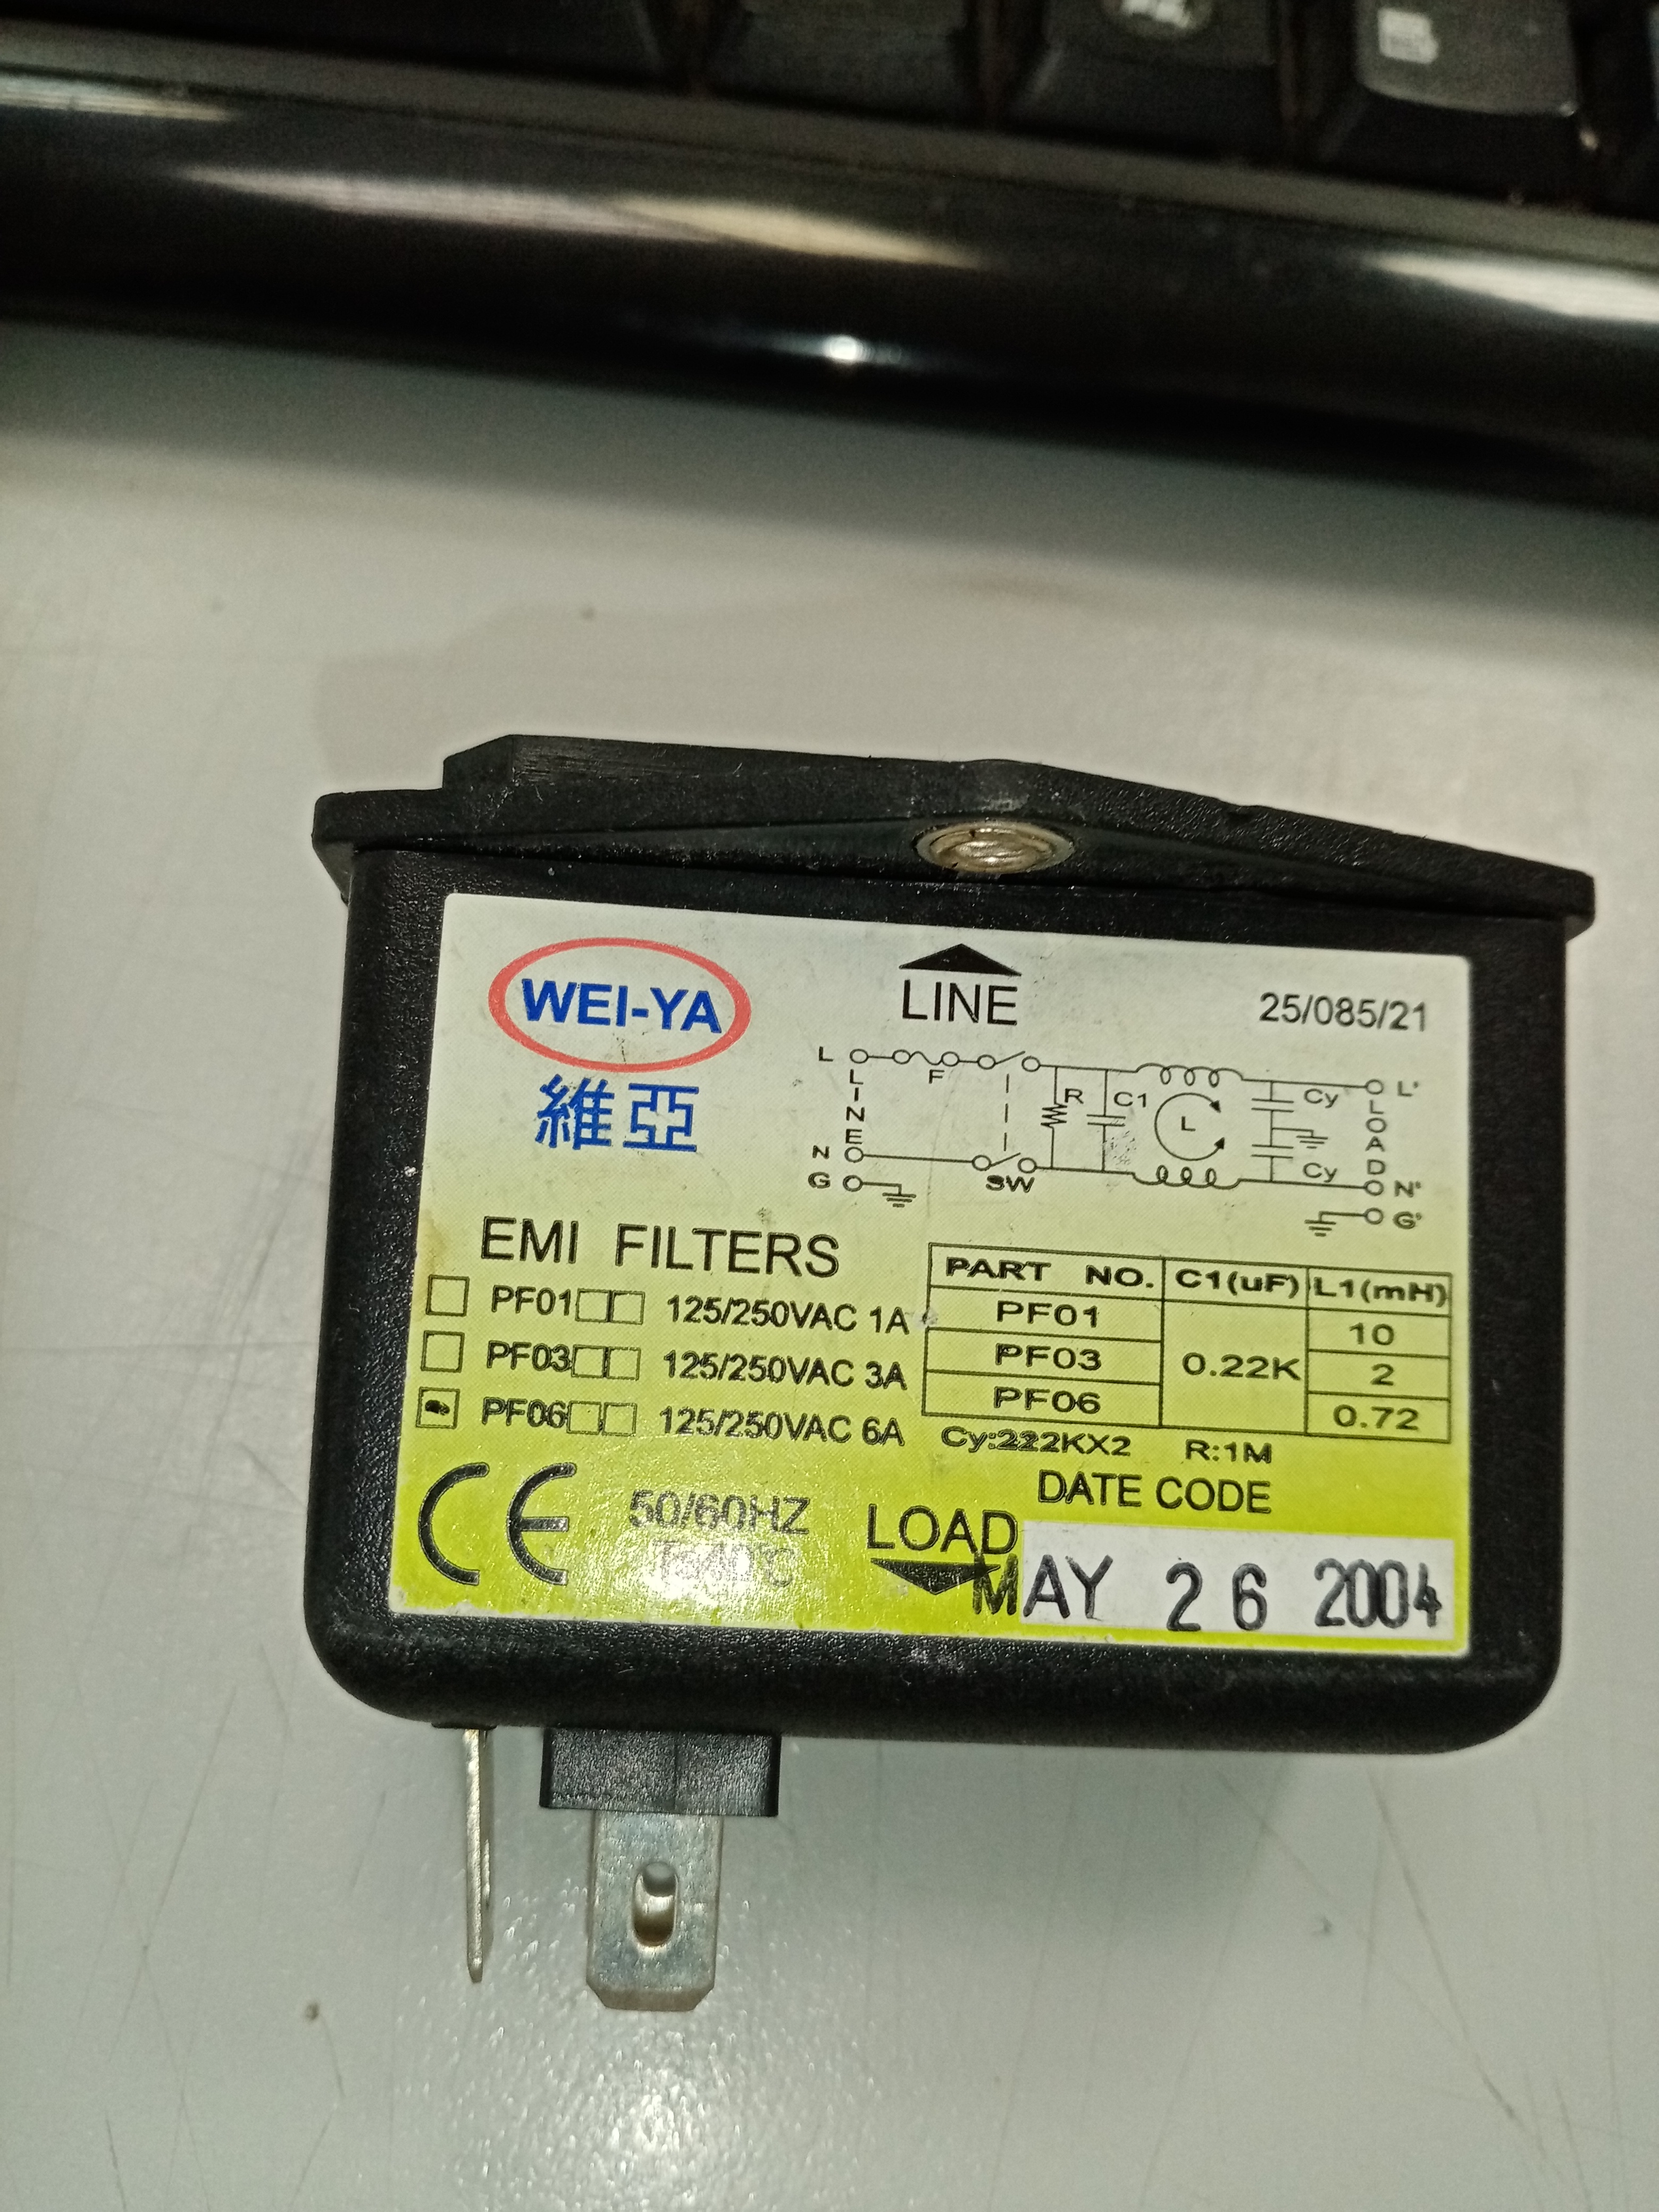 WEI-YA
維亞
LINE
25/085/21
L
F
LINE
N
G
SW
R
C1
L
Cy
Cy
L'
LOAD
N'
G'
EMI FILTERS
PF01□□ 125/250VAC 1A
PF03□□ 125/250VAC 3A
PF06□□ 125/250VAC 6A
PART NO. C1(uF) L1(mH)
PF01 10
PF03 0.22K 2
PF06 0.72
Cy:222KX2 R:1M
CE
50/60HZ
LOAD
DATE CODE
MAY 26 2004